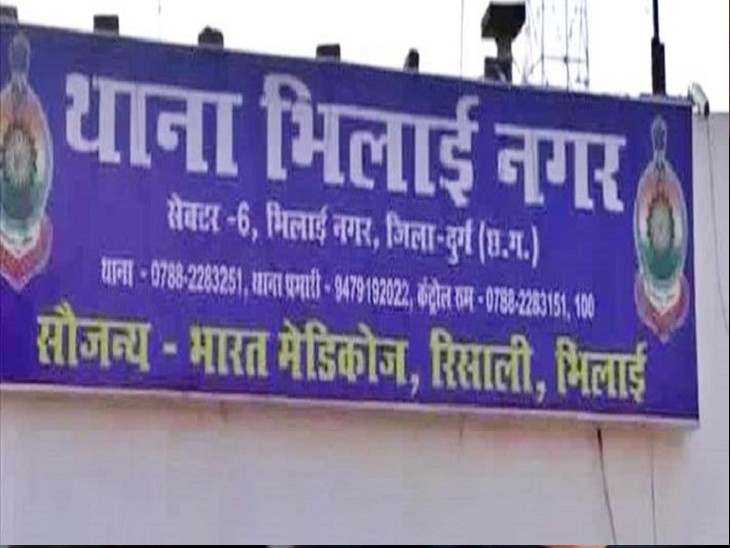 थाना भिलाई नगर
सेक्टर -6, भिलाई नगर, जिला-दुर्ग (छ.ग.)
थाना - 0788-2283251, थाना प्रभारी - 9479192022, कंट्रोल रूम - 0788-2283151, 100
सौजन्य - भारत मेडिकोज, रिसाली, भिलाई